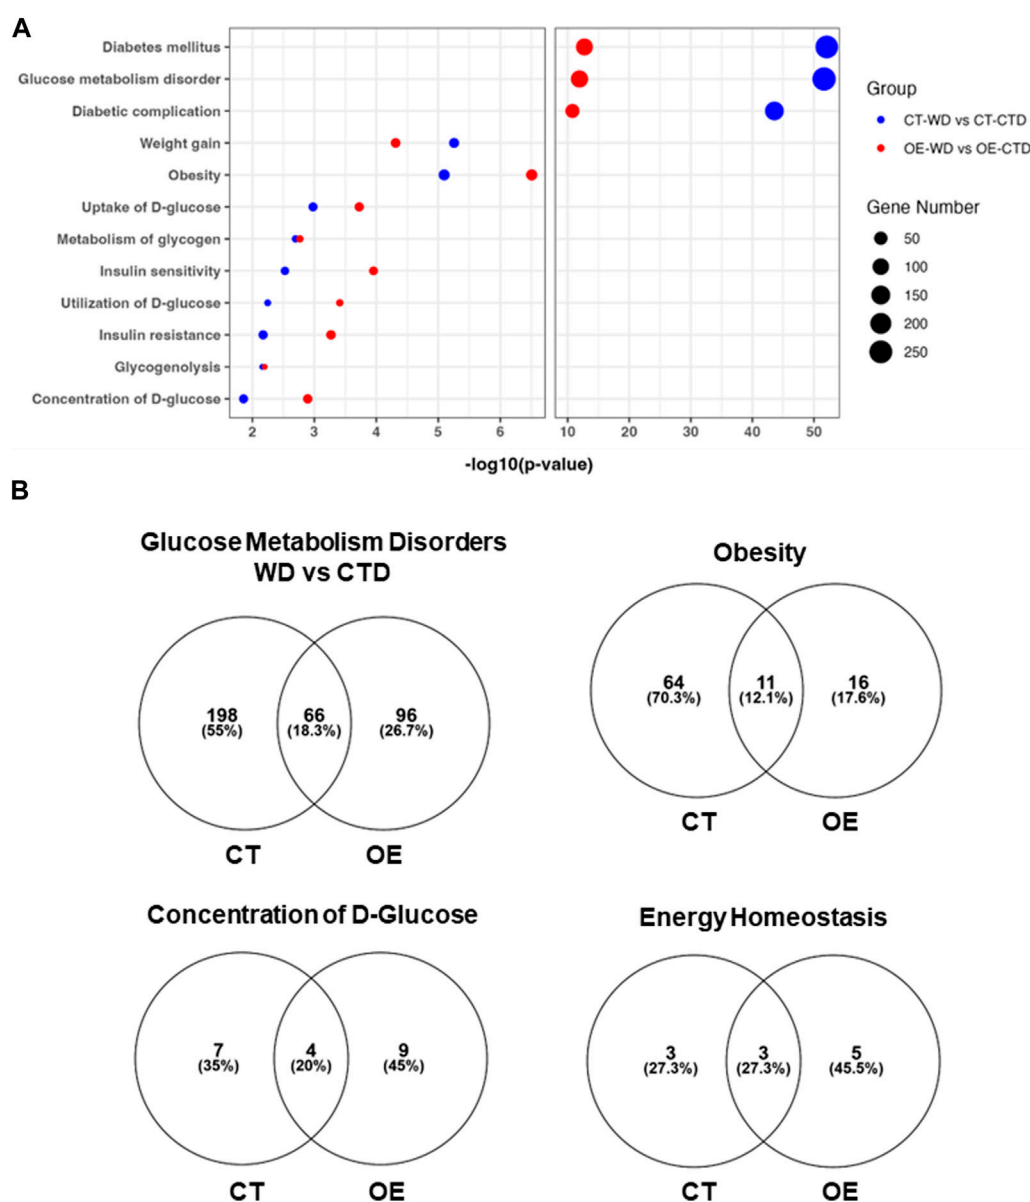 A
Diabetes mellitus
Glucose metabolism disorder
Diabetic complication
Weight gain
Obesity
Uptake of D-glucose
Metabolism of glycogen
Insulin sensitivity
Utilization of D-glucose
Insulin resistance
Glycogenolysis
Concentration of D-glucose
2 3 4 5 6 10 20 30 40 50
-log10(p-value)
Group
CT-WD vs CT-CTD
OE-WD vs OE-CTD
Gene Number
50
100
150
200
250
B
Glucose Metabolism Disorders
WD vs CTD
198 66 96
(55%) (18.3%) (26.7%)
CT OE
Obesity
64 11 16
(70.3%) (12.1%) (17.6%)
CT OE
Concentration of D-Glucose
7 4 9
(35%) (20%) (45%)
CT OE
Energy Homeostasis
3 3 5
(27.3%) (27.3%) (45.5%)
CT OE